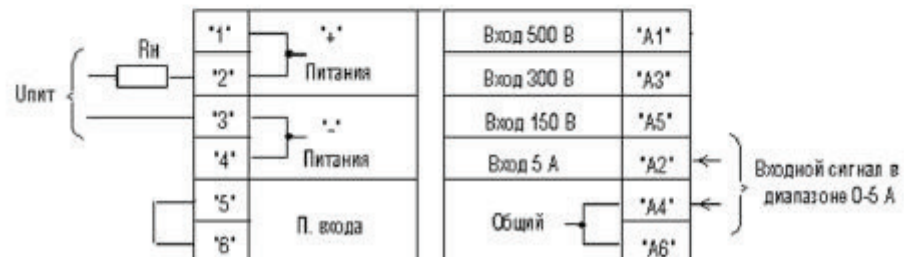 "1" "+" Вход 500 В "A1"
Rн
"2" Питания Вход 300 В "A3"
Uпит
"3" "-" Вход 150 В "A5"
"4" Питания Вход 5 А "A2"
Входной сигнал в
диапазоне 0-5 А
"5" П. входа Общий "A4"
"6" "A6"